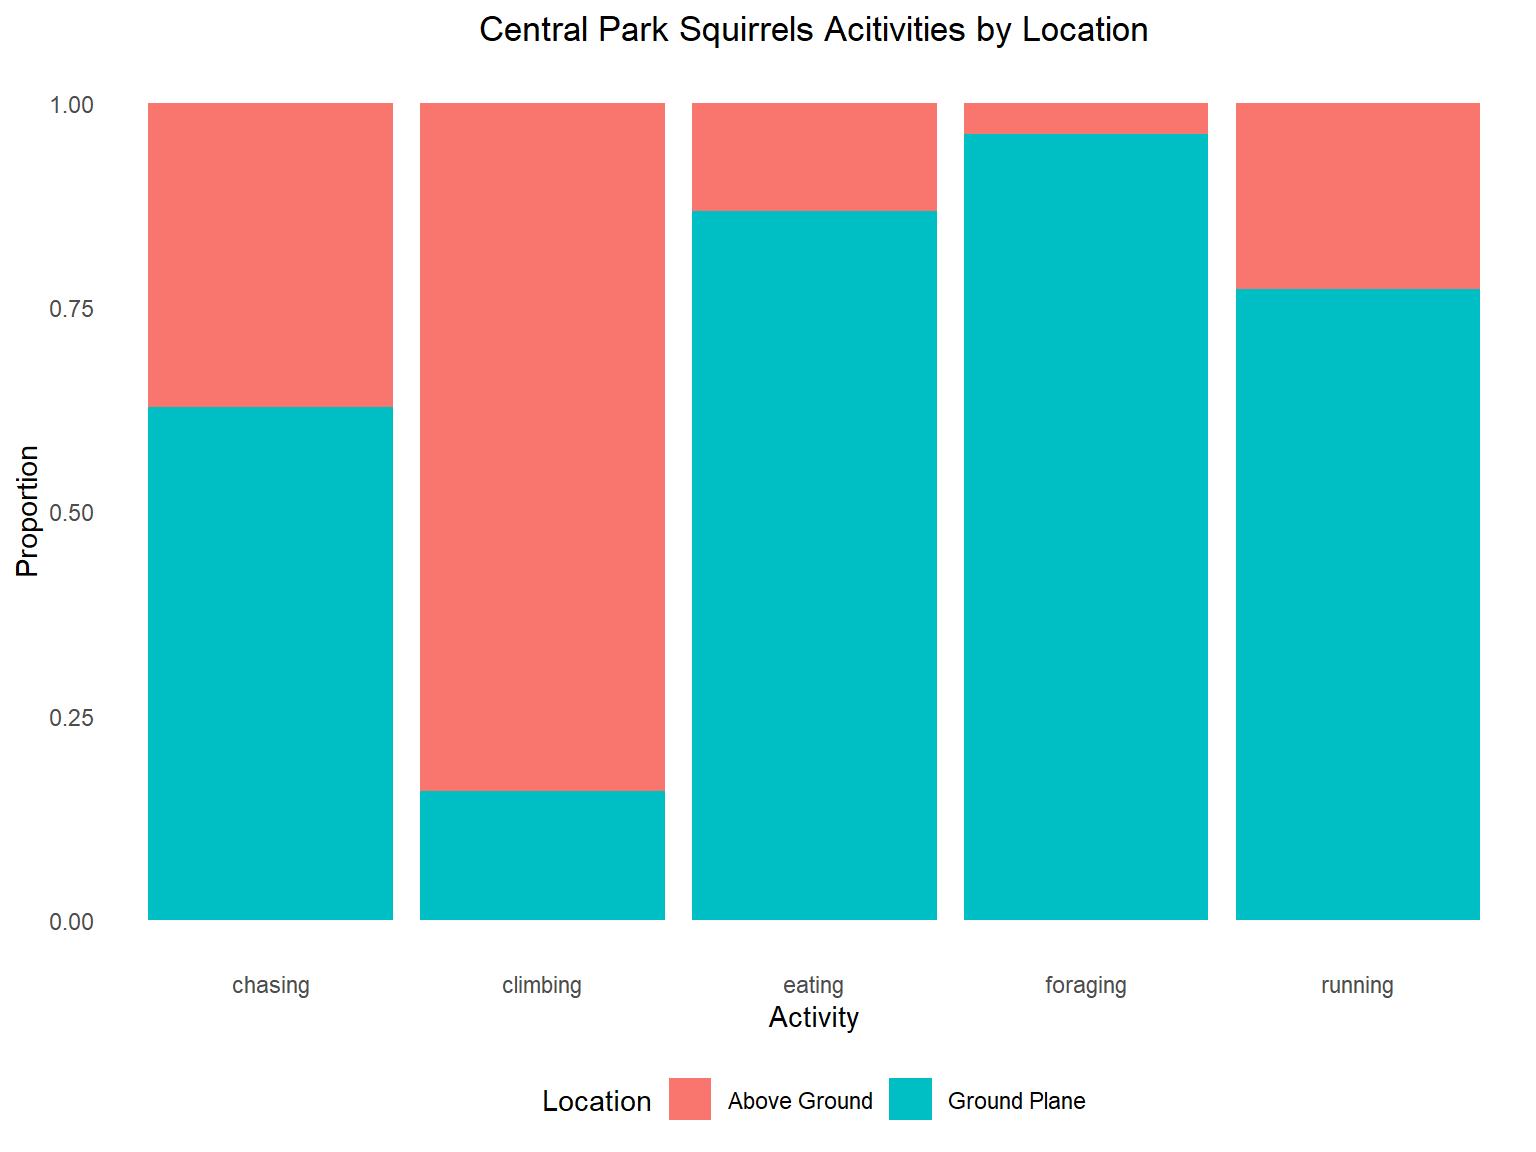 Central Park Squirrels Acitivities by Location
1.00
0.75
0.50
0.25
0.00
Proportion
chasing climbing eating foraging running
Activity
Location Above Ground Ground Plane